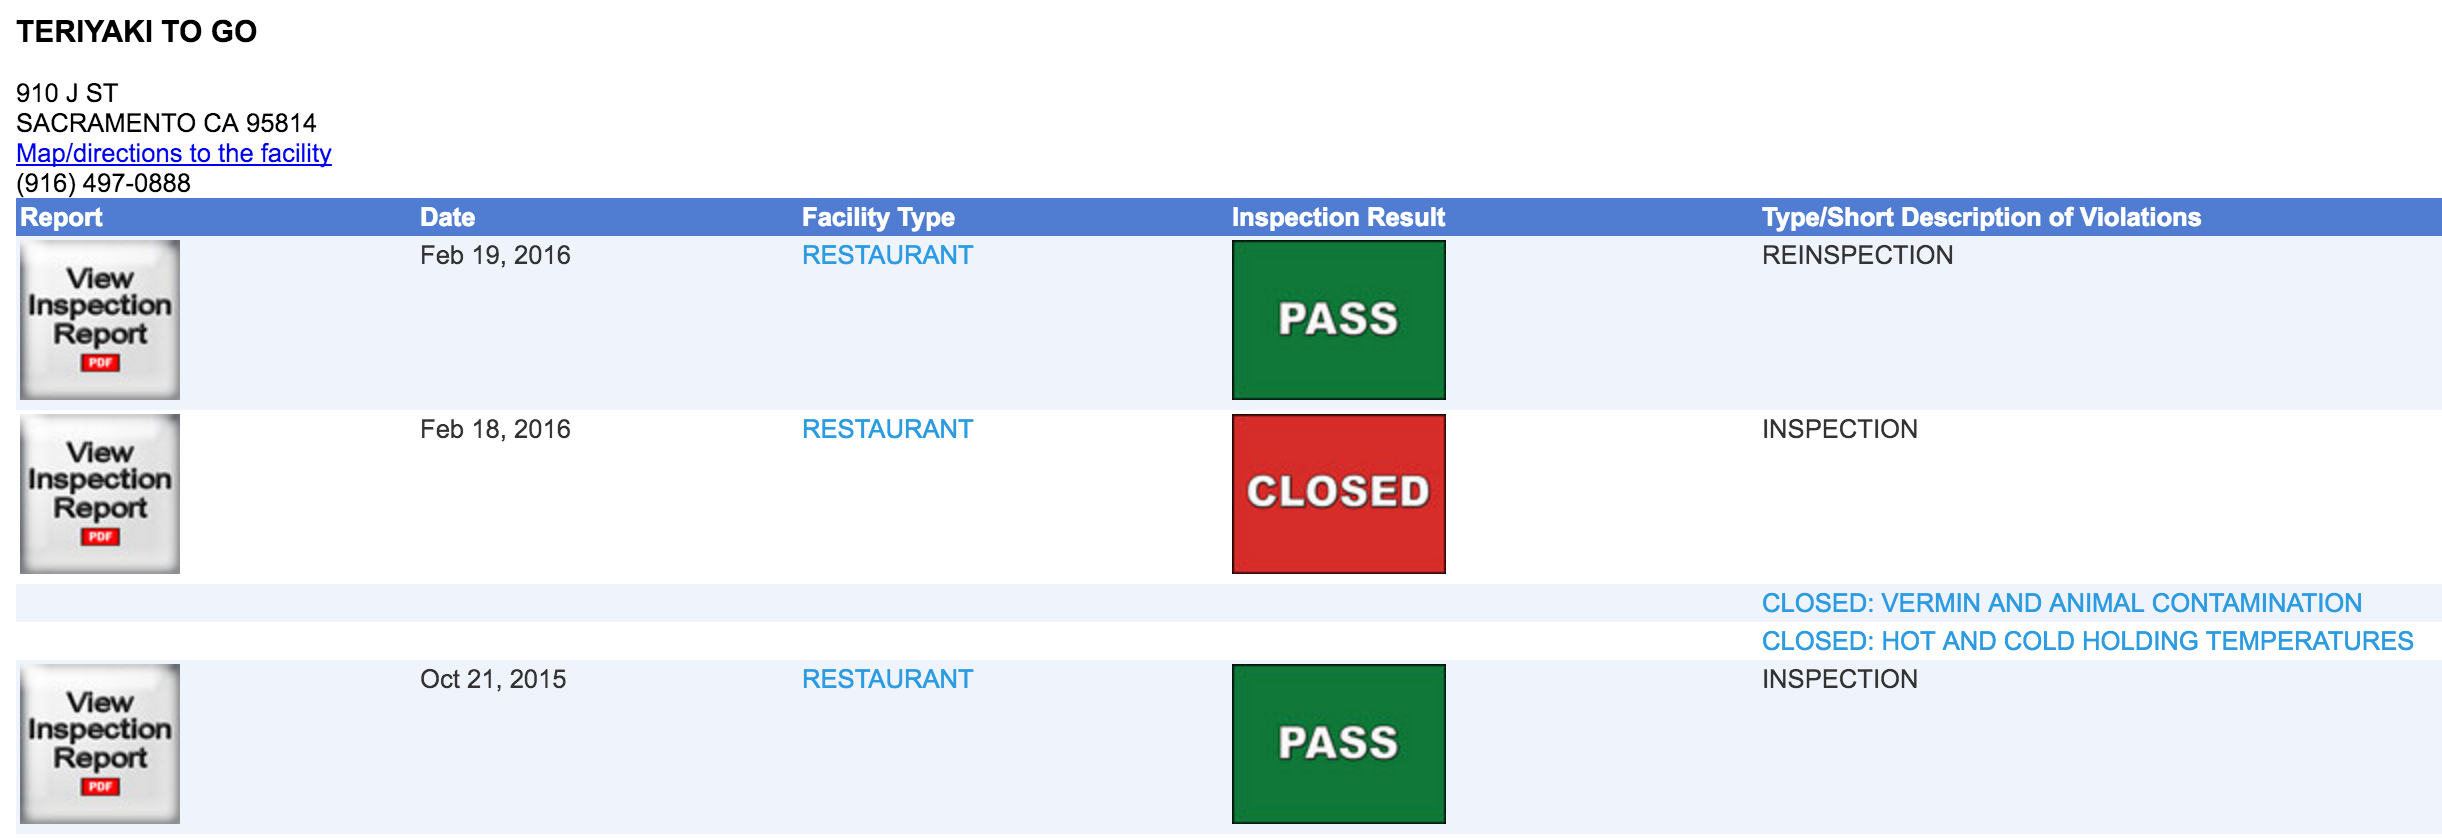 TERIYAKI TO GO
910 J ST
SACRAMENTO CA 95814
Map/directions to the facility
(916) 497-0888
Report Date Facility Type Inspection Result Type/Short Description of Violations
View Feb 19, 2016 RESTAURANT PASS REINSPECTION
Inspection
Report
PDF
View Feb 18, 2016 RESTAURANT CLOSED INSPECTION
Inspection
Report
PDF
CLOSED: VERMIN AND ANIMAL CONTAMINATION
CLOSED: HOT AND COLD HOLDING TEMPERATURES
View Oct 21, 2015 RESTAURANT PASS INSPECTION
Inspection
Report
PDF